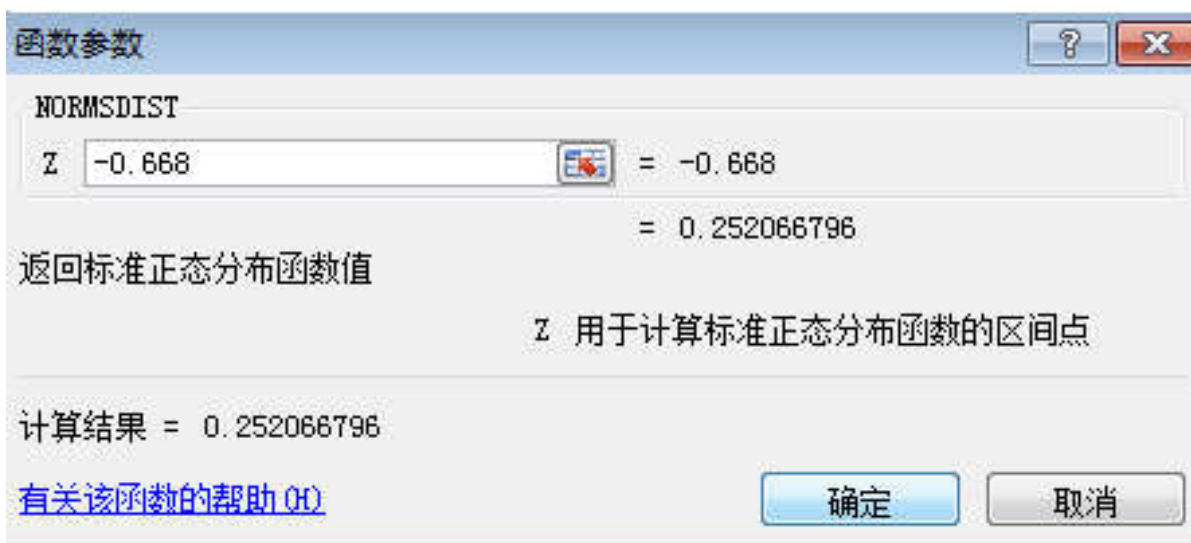 函数参数
NORMSDIST
Z -0.668 = -0.668
= 0.252066796
返回标准正态分布函数值
Z 用于计算标准正态分布函数的区间点
计算结果 = 0.252066796
有关该函数的帮助(H)
确定 取消